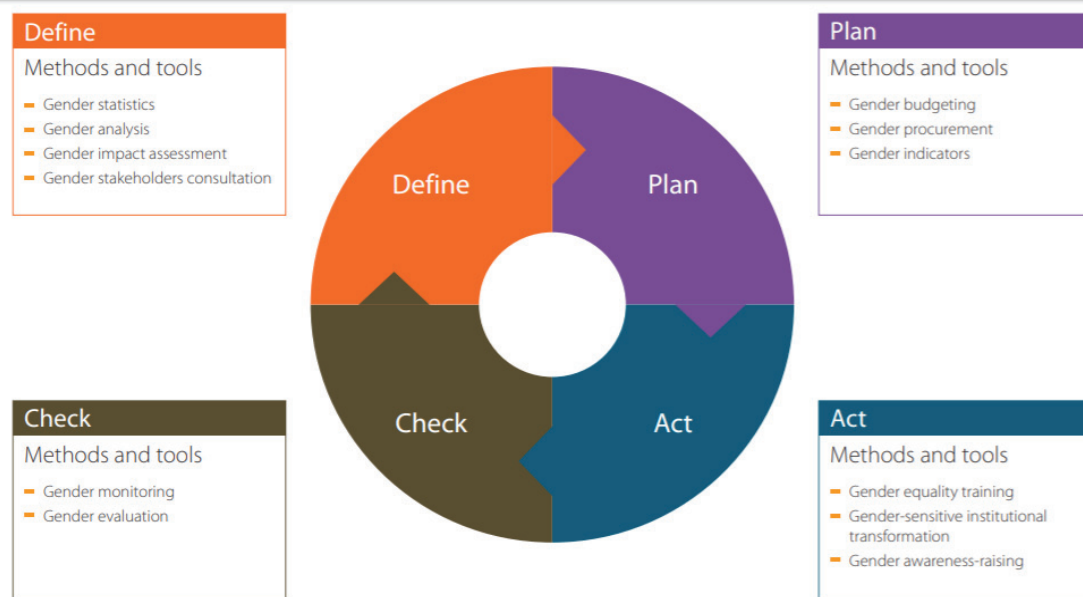 Define
Methods and tools
Gender statistics
Gender analysis
Gender impact assessment
Gender stakeholders consultation
Plan
Methods and tools
Gender budgeting
Gender procurement
Gender indicators
Define
Plan
Check
Act
Check
Methods and tools
Gender monitoring
Gender evaluation
Act
Methods and tools
Gender equality training
Gender-sensitive institutional
transformation
Gender awareness-raising